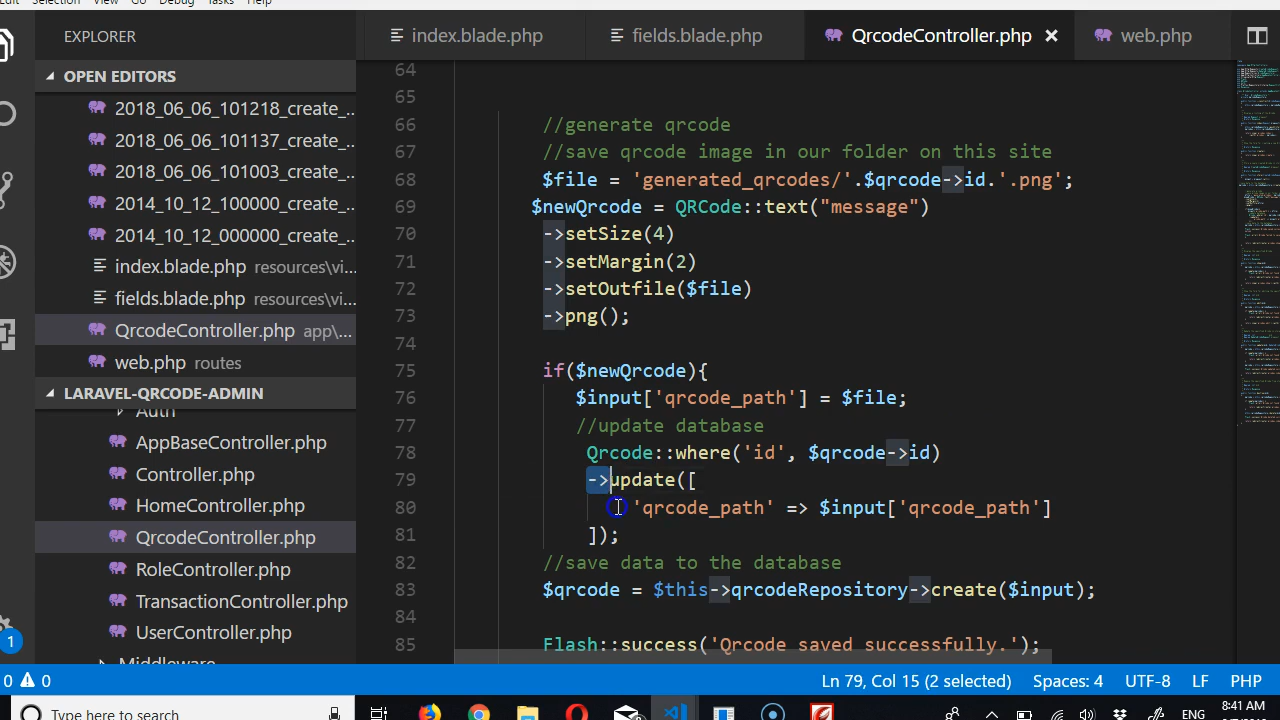 Edit Selection View Go Debug Tasks Help
EXPLORER
index.blade.php
fields.blade.php
QrcodeController.php
web.php
OPEN EDITORS
2018_06_06_101218_create_...
2018_06_06_101137_create_...
2018_06_06_101003_create_...
2014_10_12_100000_create_...
2014_10_12_000000_create_...
index.blade.php resources\vi...
fields.blade.php resources\vi...
QrcodeController.php app\...
web.php routes
LARAVEL-QRCODE-ADMIN
Auth
AppBaseController.php
Controller.php
HomeController.php
QrcodeController.php
RoleController.php
TransactionController.php
UserController.php
Middleware
64
65
66 //generate qrcode
67 //save qrcode image in our folder on this site
68 $file = 'generated_qrcodes/'.$qrcode->id.'.png';
69 $newQrcode = QRCode::text("message")
70 ->setSize(4)
71 ->setMargin(2)
72 ->setOutfile($file)
73 ->png();
74
75 if($newQrcode){
76 $input['qrcode_path'] = $file;
77 //update database
78 Qrcode::where('id', $qrcode->id)
79 ->update([
80 'qrcode_path' => $input['qrcode_path']
81 ]);
82 //save data to the database
83 $qrcode = $this->qrcodeRepository->create($input);
84
85 Flash::success('Qrcode saved successfully.');
1
0 0 Ln 79, Col 15 (2 selected) Spaces: 4 UTF-8 LF PHP
Type here to search
ENG
8:41 AM